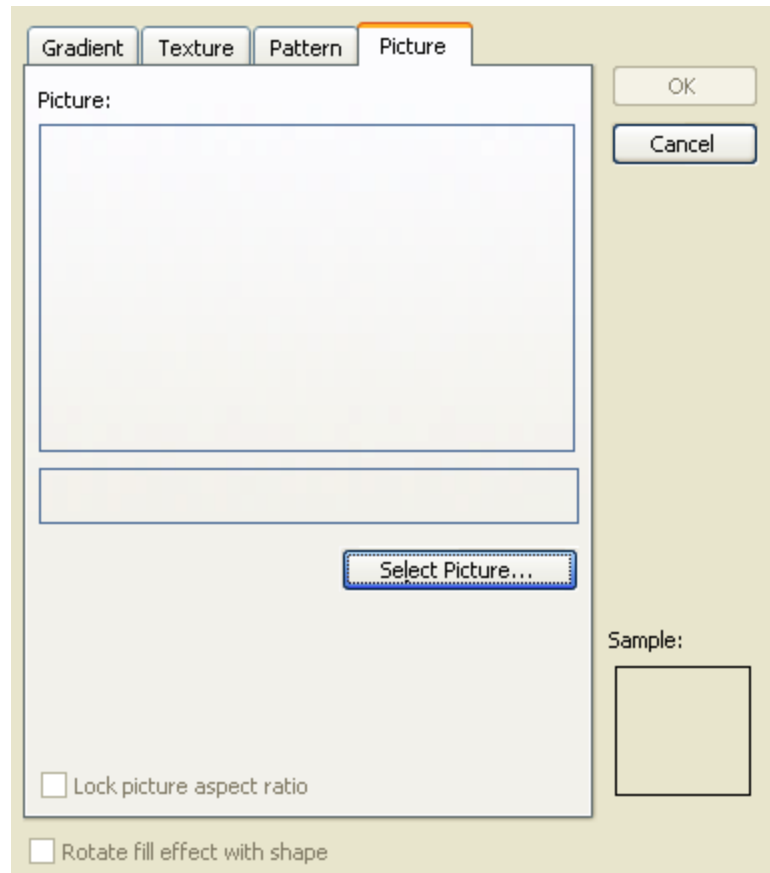 Gradient Texture Pattern Picture
OK
Picture:
Cancel
Select Picture...
Sample:
Lock picture aspect ratio
Rotate fill effect with shape